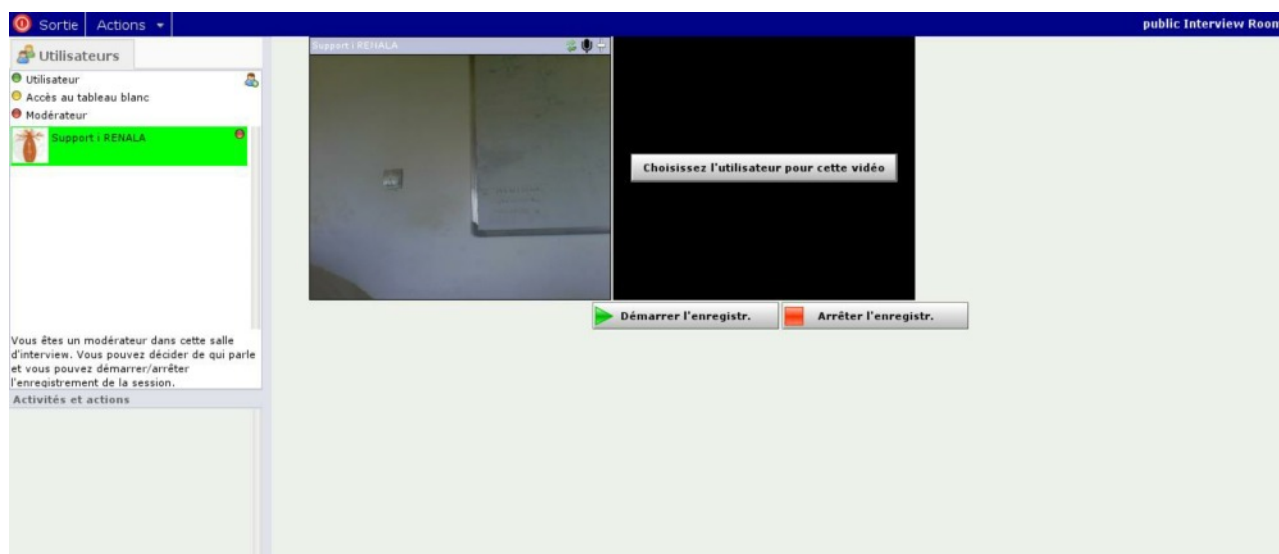 Sortie
Actions
public Interview Room
Utilisateurs
Utilisateur
Accès au tableau blanc
Modérateur
Support i RENALA
Support i RENALA
Choisissez l'utilisateur pour cette vidéo
Démarrer l'enregistr.
Arrêter l'enregistr.
Vous êtes un modérateur dans cette salle
d'interview. Vous pouvez décider de qui parle
et vous pouvez démarrer/arrêter
l'enregistrement de la session.
Activités et actions